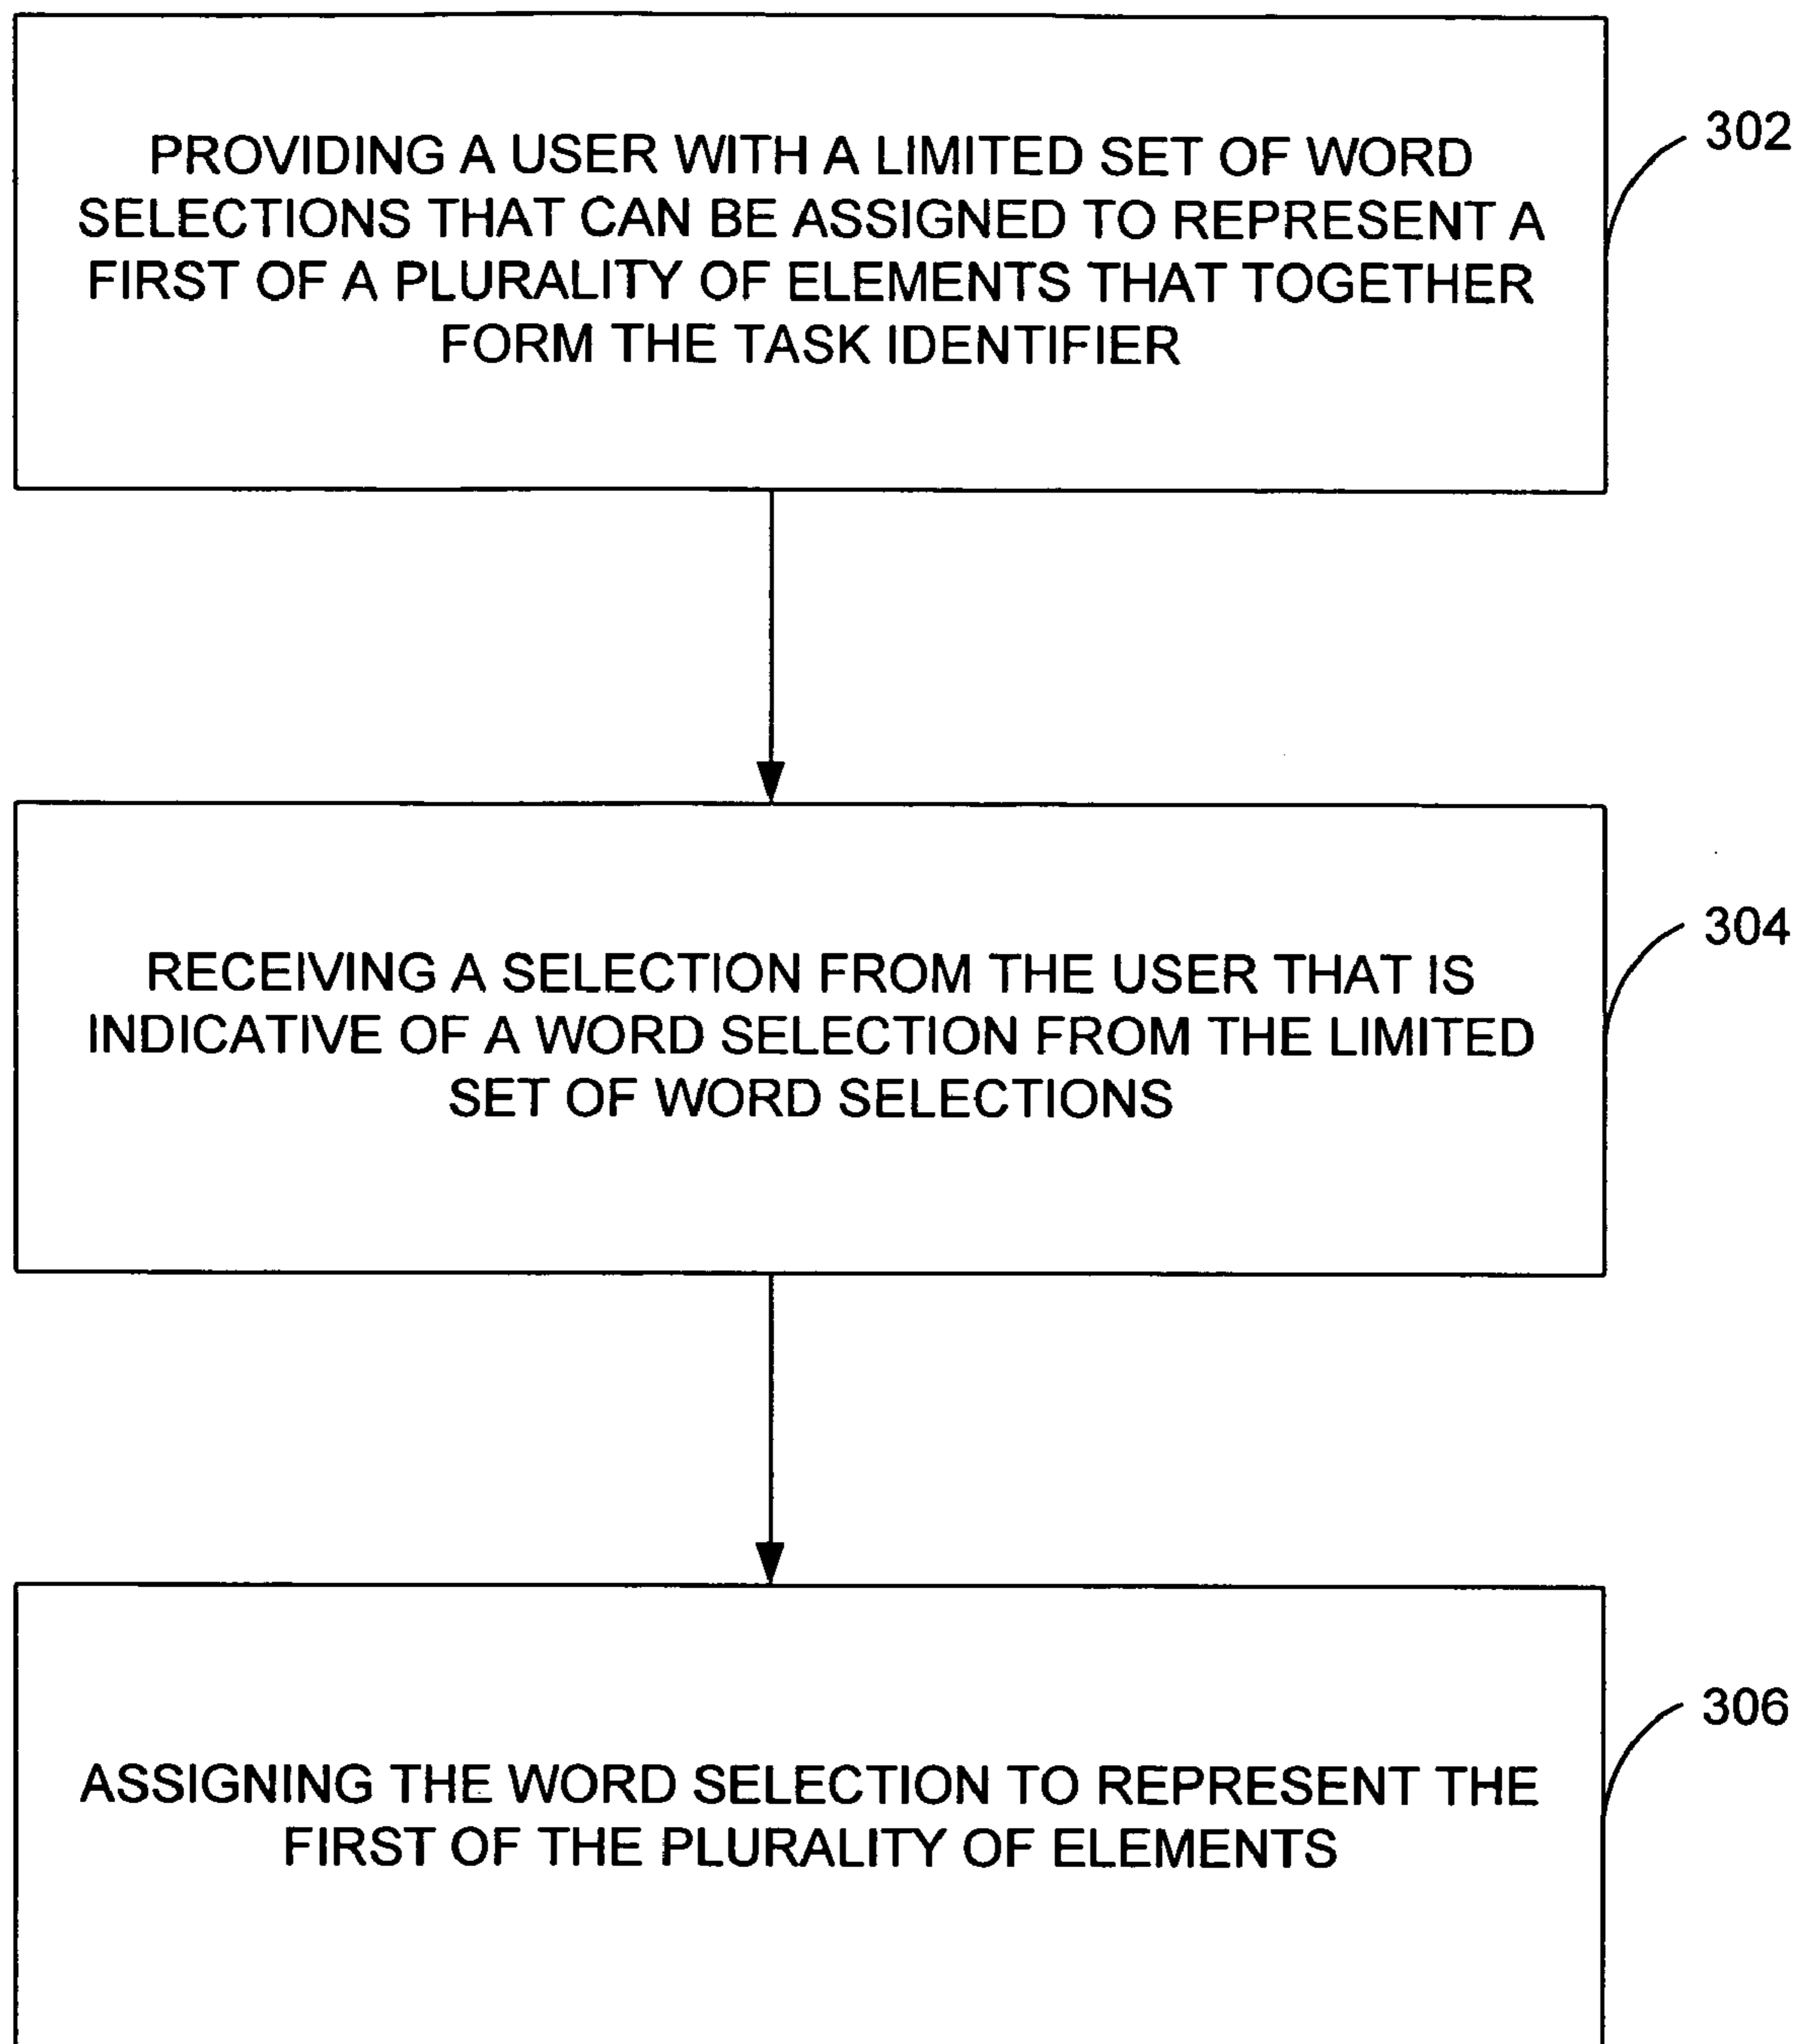 PROVIDING A USER WITH A LIMITED SET OF WORD
SELECTIONS THAT CAN BE ASSIGNED TO REPRESENT A
FIRST OF A PLURALITY OF ELEMENTS THAT TOGETHER
FORM THE TASK IDENTIFIER
302
RECEIVING A SELECTION FROM THE USER THAT IS
INDICATIVE OF A WORD SELECTION FROM THE LIMITED
SET OF WORD SELECTIONS
304
ASSIGNING THE WORD SELECTION TO REPRESENT THE
FIRST OF THE PLURALITY OF ELEMENTS
306